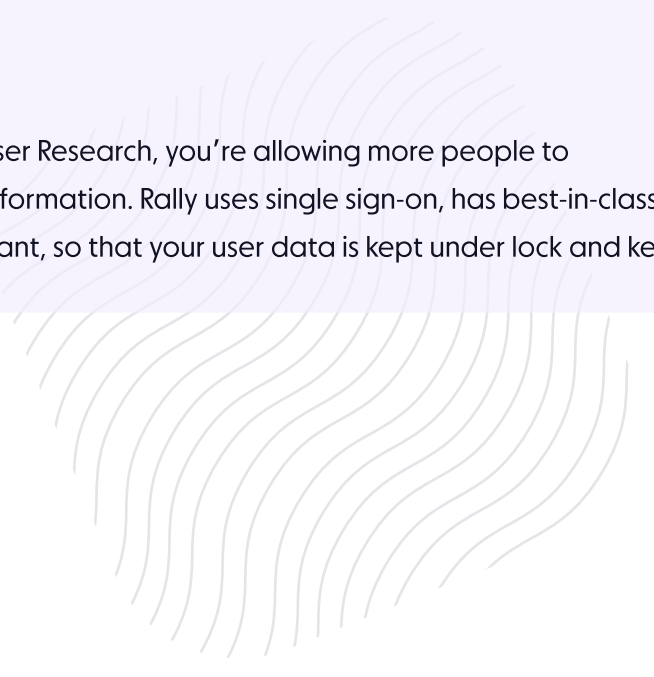 ser Research, you’re allowing more people to
formation. Rally uses single sign-on, has best-in-class
ant, so that your user data is kept under lock and ke